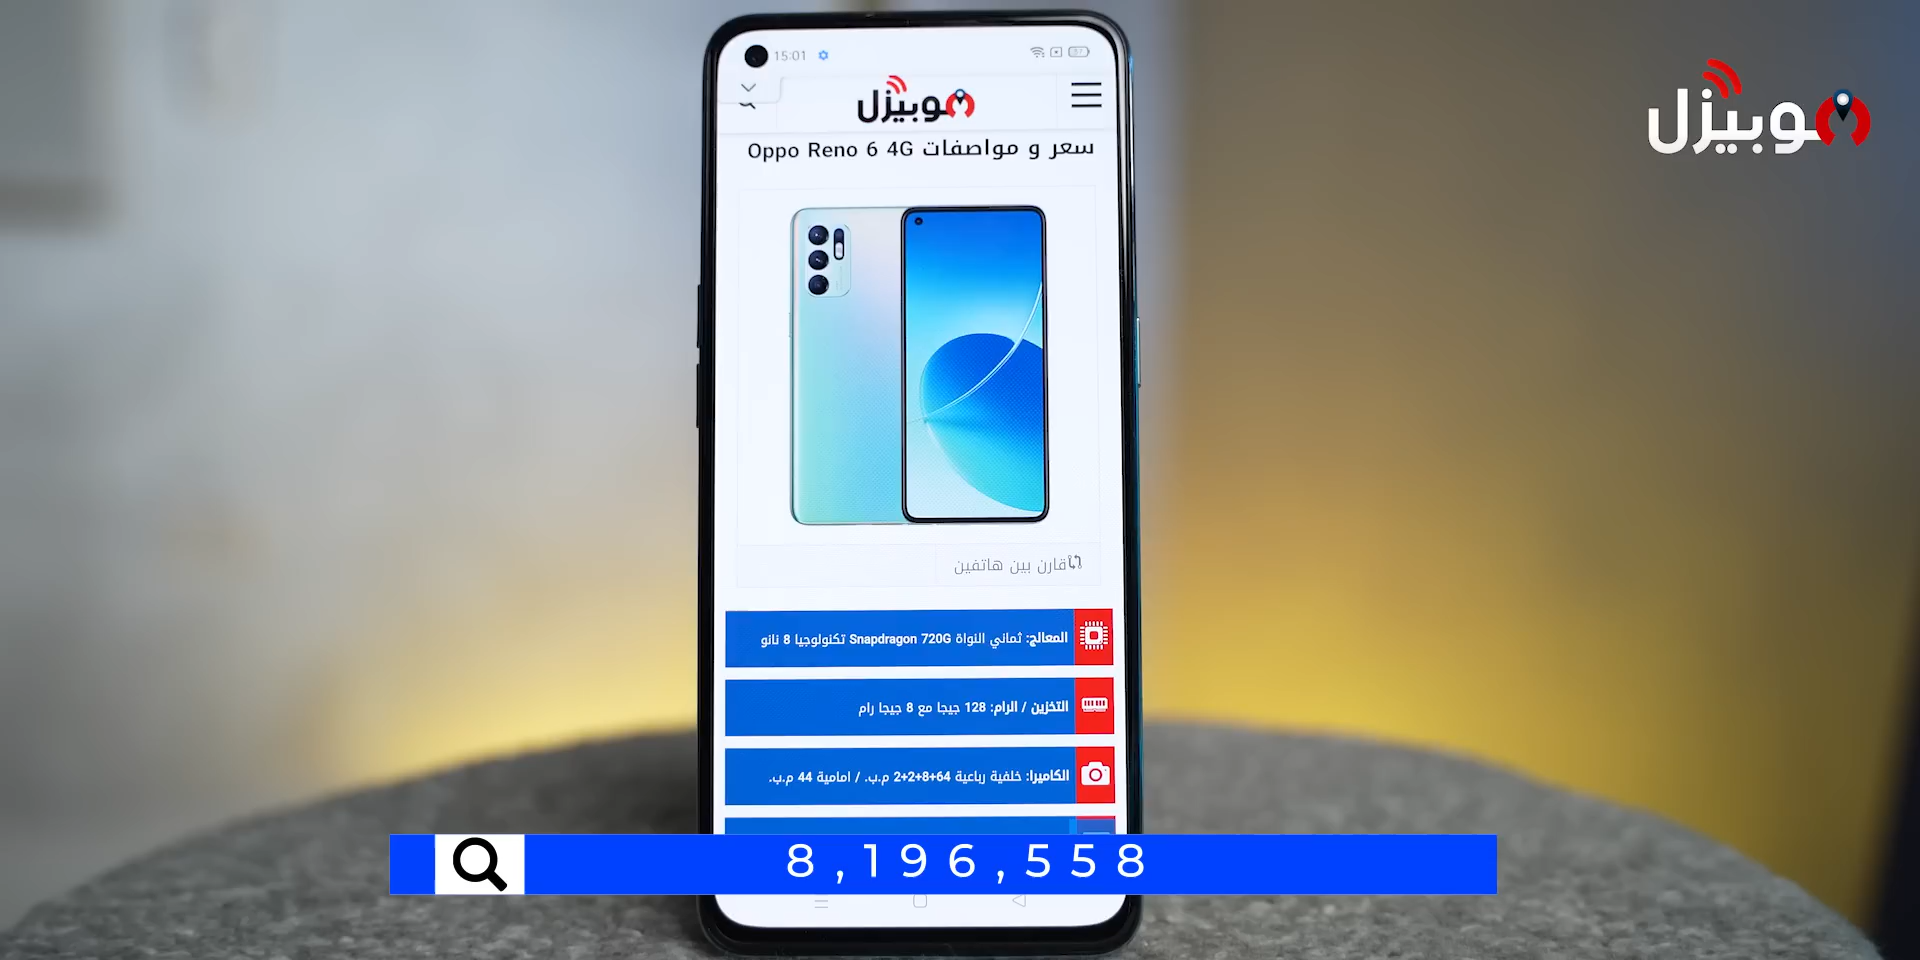 15:01
موبيزل
موبيزل
سعر و مواصفات Oppo Reno 6 4G
قارن بين هاتفين
المعالج: ثماني النواة Snapdragon 720G تكنولوجيا 8 نانو
التخزين / الرام: 128 جيجا مع 8 جيجا رام
الكاميرا: خلفية رباعية 64+8+2+2 م.ب. / امامية 44 م.ب.
8,196,558